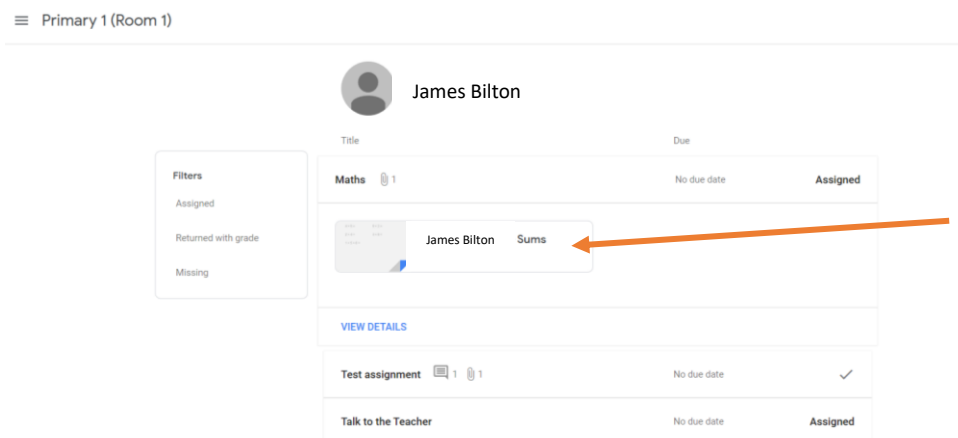 Primary 1 (Room 1)
James Bilton
Title Due
Filters
Assigned
Returned with grade
Missing
Maths 1 No due date Assigned
James Bilton Sums
VIEW DETAILS
Test assignment 1 1 No due date
Talk to the Teacher No due date Assigned